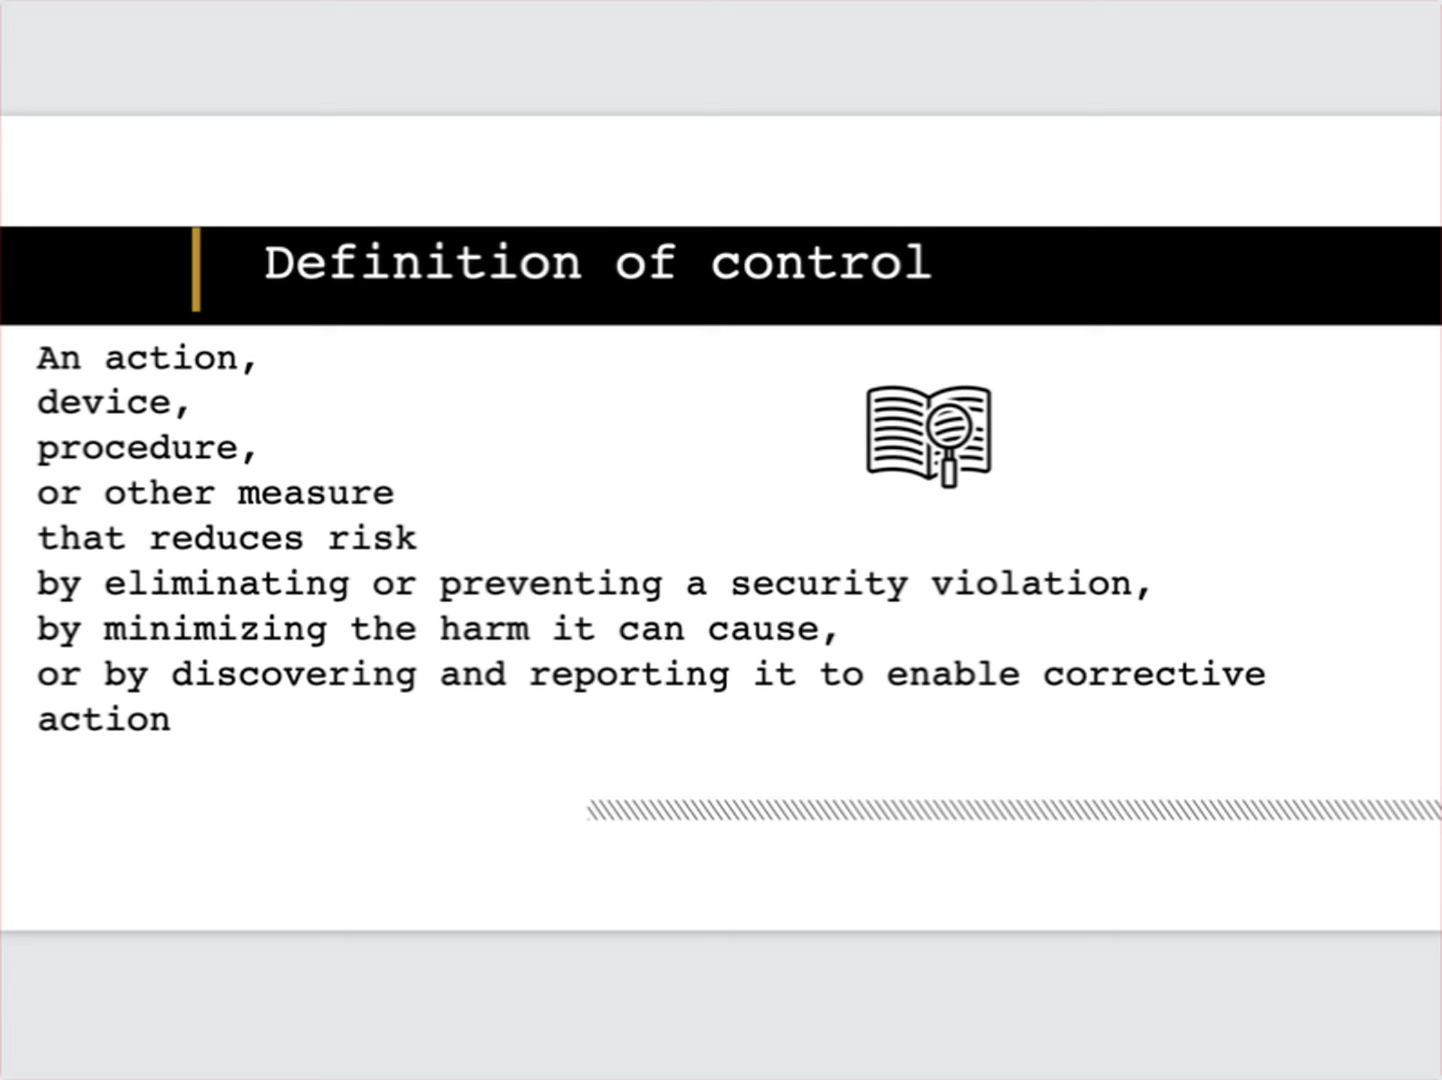 Definition of control
An action,
device,
procedure,
or other measure
that reduces risk
by eliminating or preventing a security violation,
by minimizing the harm it can cause,
or by discovering and reporting it to enable corrective
action